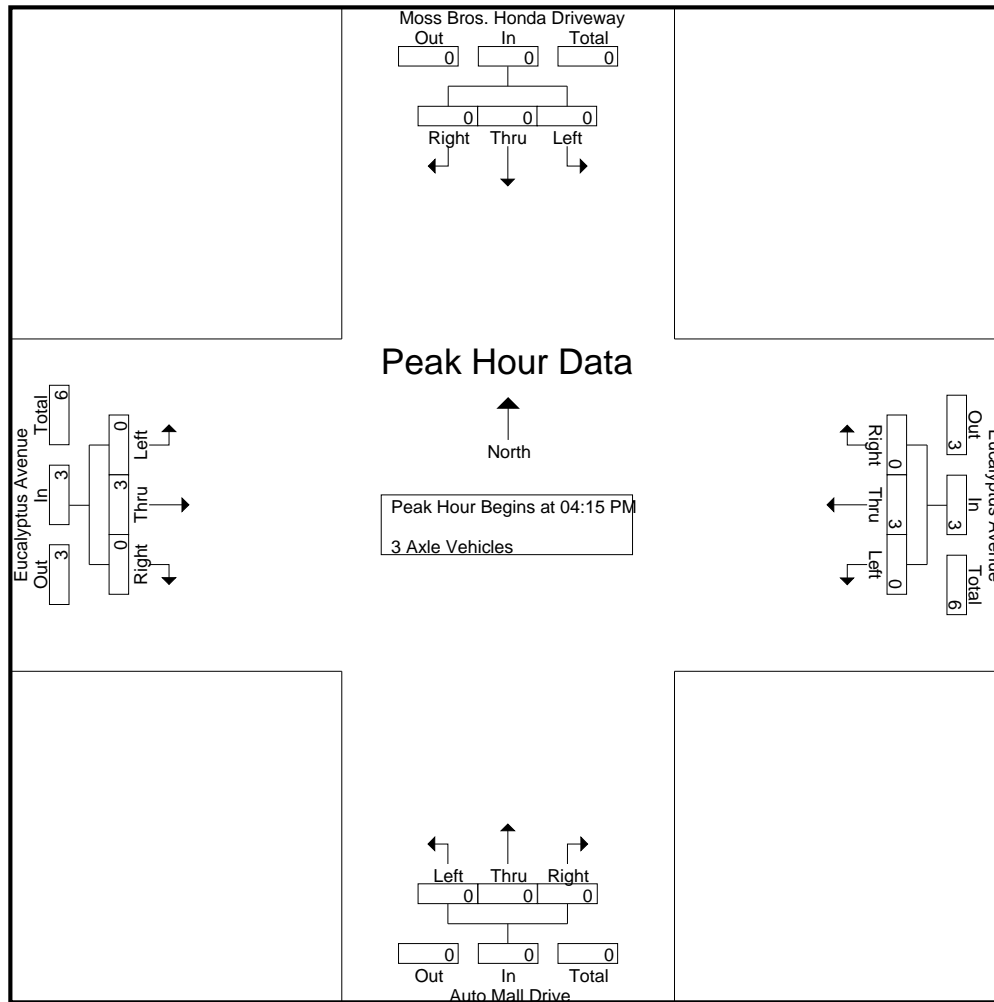 Moss Bros. Honda Driveway
Out In Total
0 0 0
0 0 0
Right Thru Left
Peak Hour Data
North
Peak Hour Begins at 04:15 PM
3 Axle Vehicles
Eucalyptus Avenue
Total In Out
6 3 3
0 3 0
Left Thru Right
Eucalyptus Avenue
Out In Total
3 3 6
0 3 0
Right Thru Left
Left Thru Right
0 0 0
0 0 0
Out In Total
Auto Mall Drive